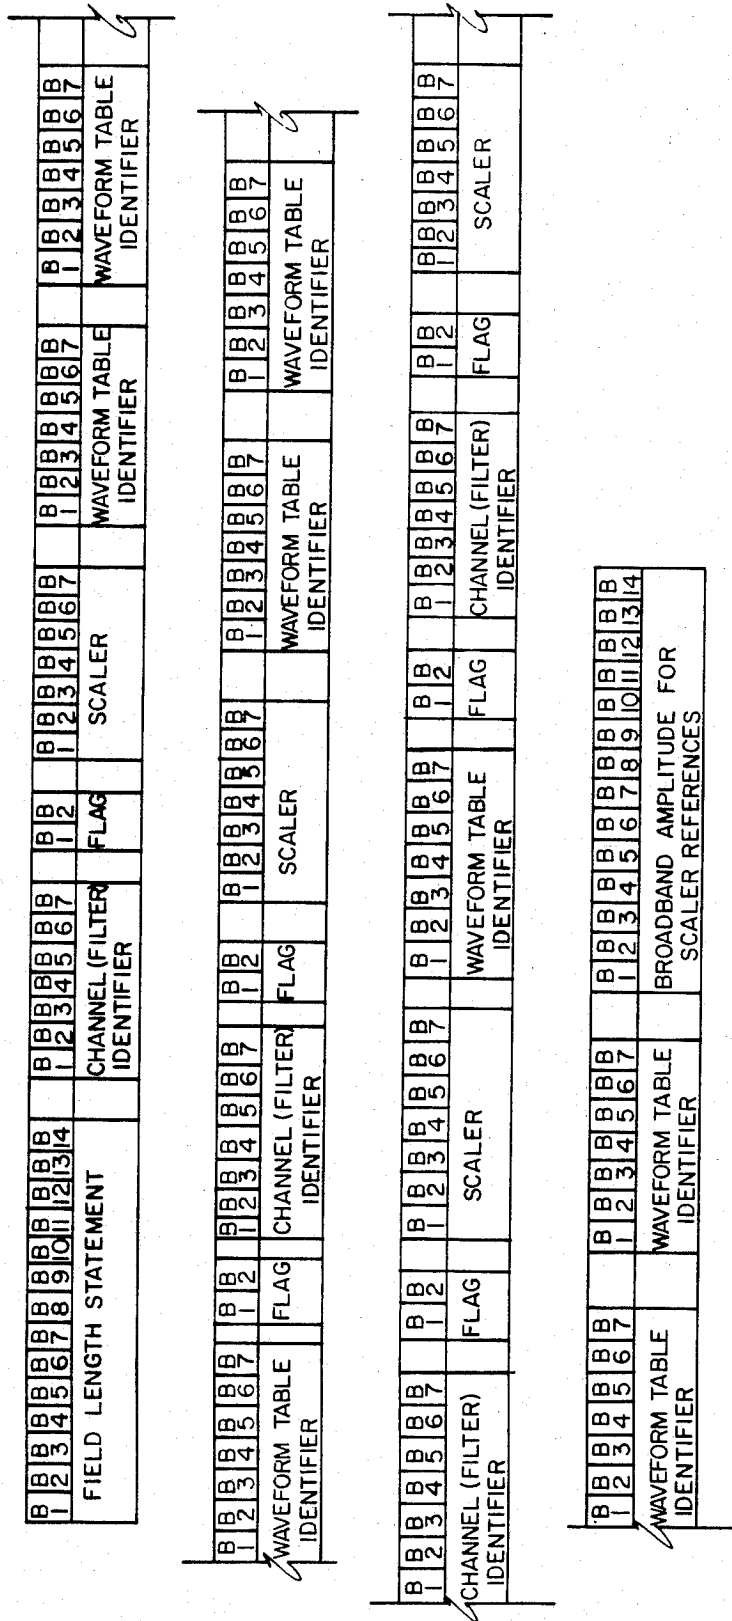 B B B B B B B B B B B B B B B B B B B B B B B B B B B B B B B B B B B B B B B B B B B B
1 2 3 4 5 6 7 8 9 10 11 12 13 14 1 2 3 4 5 6 7 1 2 1 2 3 4 5 6 7 1 2 3 4 5 6 7 1 2 3 4 5 6 7
FIELD LENGTH STATEMENT CHANNEL (FILTER) FLAG SCALER WAVEFORM TABLE WAVEFORM TABLE
IDENTIFIER IDENTIFIER IDENTIFIER
B B B B B B B B B B B B B B B B B B B B B B B B B B B B B B B B B B B B B B B
1 2 3 4 5 6 7 1 2 1 2 3 4 5 6 7 1 2 1 2 3 4 5 6 7 1 2 3 4 5 6 7 1 2 3 4 5 6 7
WAVEFORM TABLE FLAG CHANNEL (FILTER) FLAG SCALER WAVEFORM TABLE WAVEFORM TABLE
IDENTIFIER IDENTIFIER IDENTIFIER IDENTIFIER
B B B B B B B B B B B B B B B B B B B B B B B B B B B B B B B B B B B B B B B B B
1 2 3 4 5 6 7 1 2 1 2 3 4 5 6 7 1 2 3 4 5 6 7 1 2 1 2 3 4 5 6 7 1 2 1 2 3 4 5 6 7
CHANNEL (FILTER) FLAG SCALER WAVEFORM TABLE FLAG CHANNEL (FILTER) FLAG SCALER
IDENTIFIER IDENTIFIER IDENTIFIER
B B B B B B B B B B B B B B B B B B B B B B B B B B B B
1 2 3 4 5 6 7 1 2 3 4 5 6 7 1 2 3 4 5 6 7 8 9 10 11 12 13 14
WAVEFORM TABLE WAVEFORM TABLE BROADBAND AMPLITUDE FOR
IDENTIFIER IDENTIFIER SCALER REFERENCES